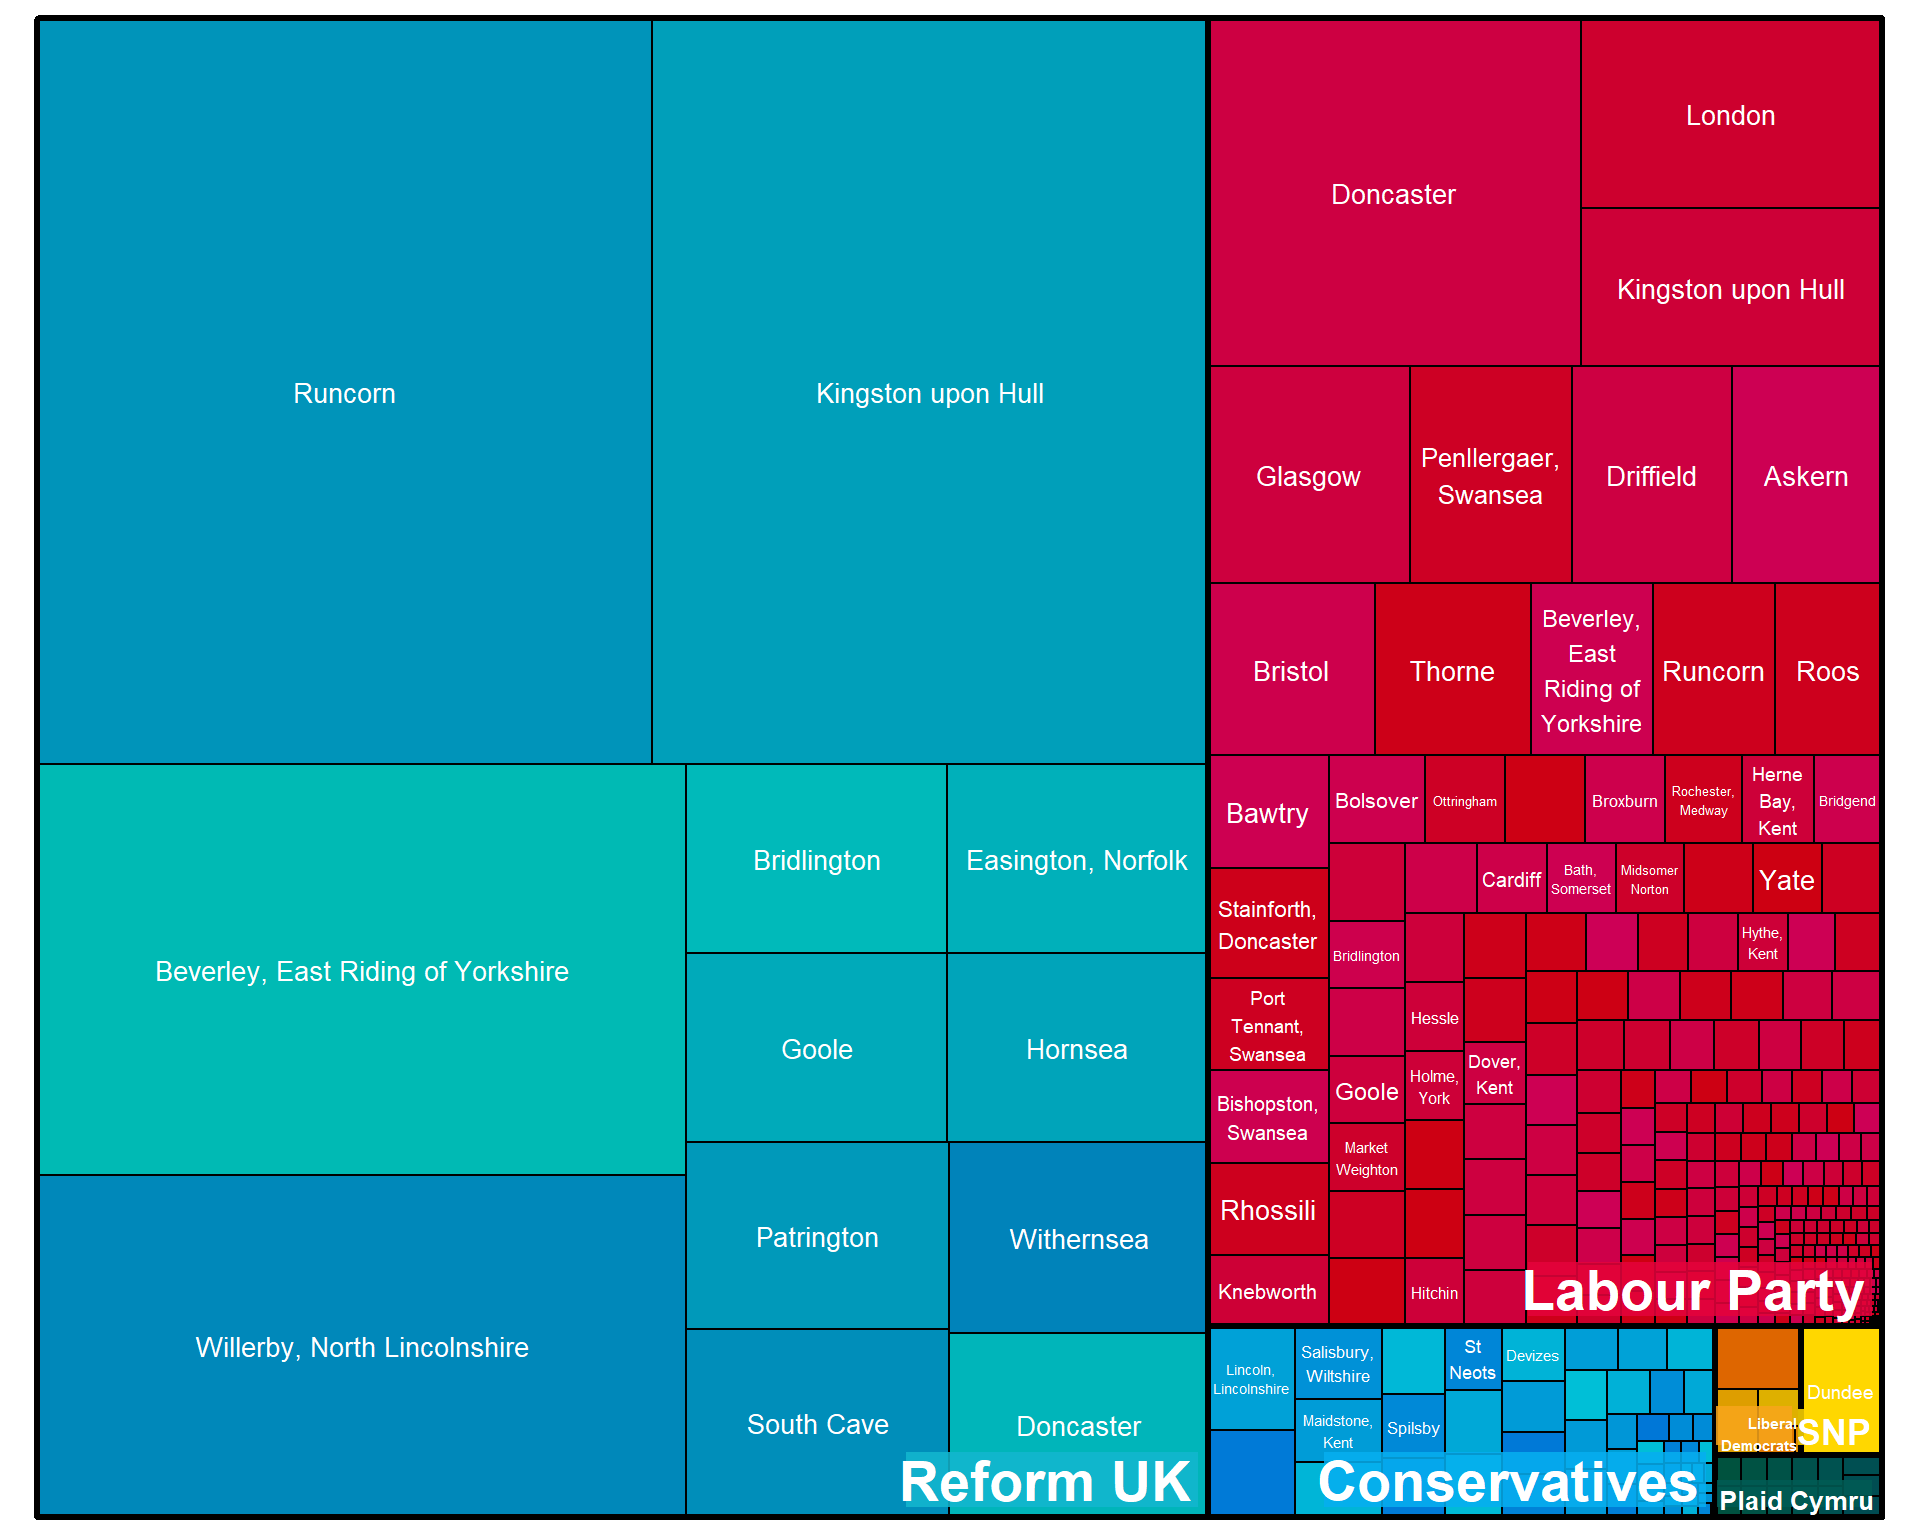 Runcorn
Kingston upon Hull
Beverley, East Riding of Yorkshire
Willerby, North Lincolnshire
Bridlington
Easington, Norfolk
Goole
Hornsea
Patrington
Withernsea
South Cave
Doncaster
Reform UK
Doncaster
London
Kingston upon Hull
Glasgow
Penllergaer,
Swansea
Driffield
Askern
Bristol
Thorne
Beverley,
East
Riding of
Yorkshire
Runcorn
Roos
Bawtry
Bolsover
Ottringham
Broxburn
Rochester,
Medway
Herne
Bay,
Kent
Bridgend
Stainforth,
Doncaster
Cardiff
Bath,
Somerset
Midsomer
Norton
Yate
Bridlington
Hythe,
Kent
Port
Tennant,
Swansea
Hessle
Bishopston,
Swansea
Goole
Holme,
York
Dover,
Kent
Market
Weighton
Rhossili
Knebworth
Hitchin
Labour Party
Lincoln,
Lincolnshire
Salisbury,
Wiltshire
St
Neots
Devizes
Maidstone,
Kent
Spilsby
Conservatives
Liberal
Democrats
Dundee
SNP
Plaid Cymru